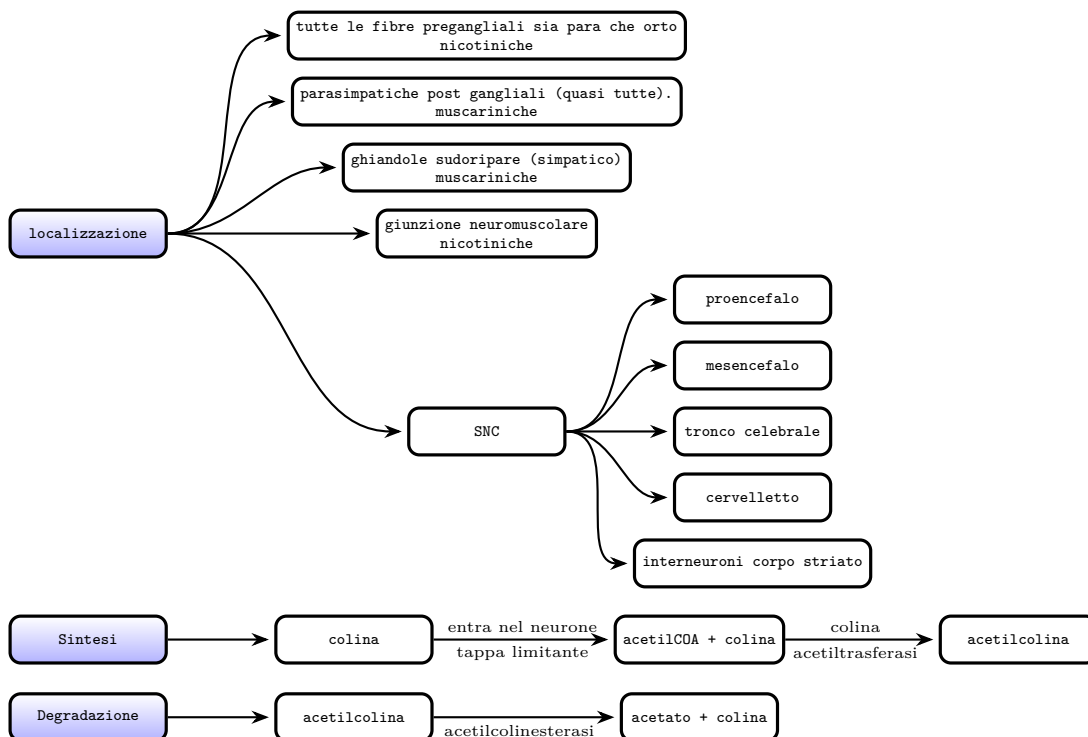 tutte le fibre pregangliali sia para che orto
nicotiniche
parasimpatiche post gangliali (quasi tutte).
muscariniche
ghiandole sudoripare (simpatico)
muscariniche
localizzazione
giunzione neuromuscolare
nicotiniche
proencefalo
mesencefalo
SNC
tronco celebrale
cervelletto
interneuroni corpo striato
Sintesi
colina
entra nel neurone
tappa limitante
acetilCOA + colina
colina
acetiltrasferasi
acetilcolina
Degradazione
acetilcolina
acetilcolinesterasi
acetato + colina